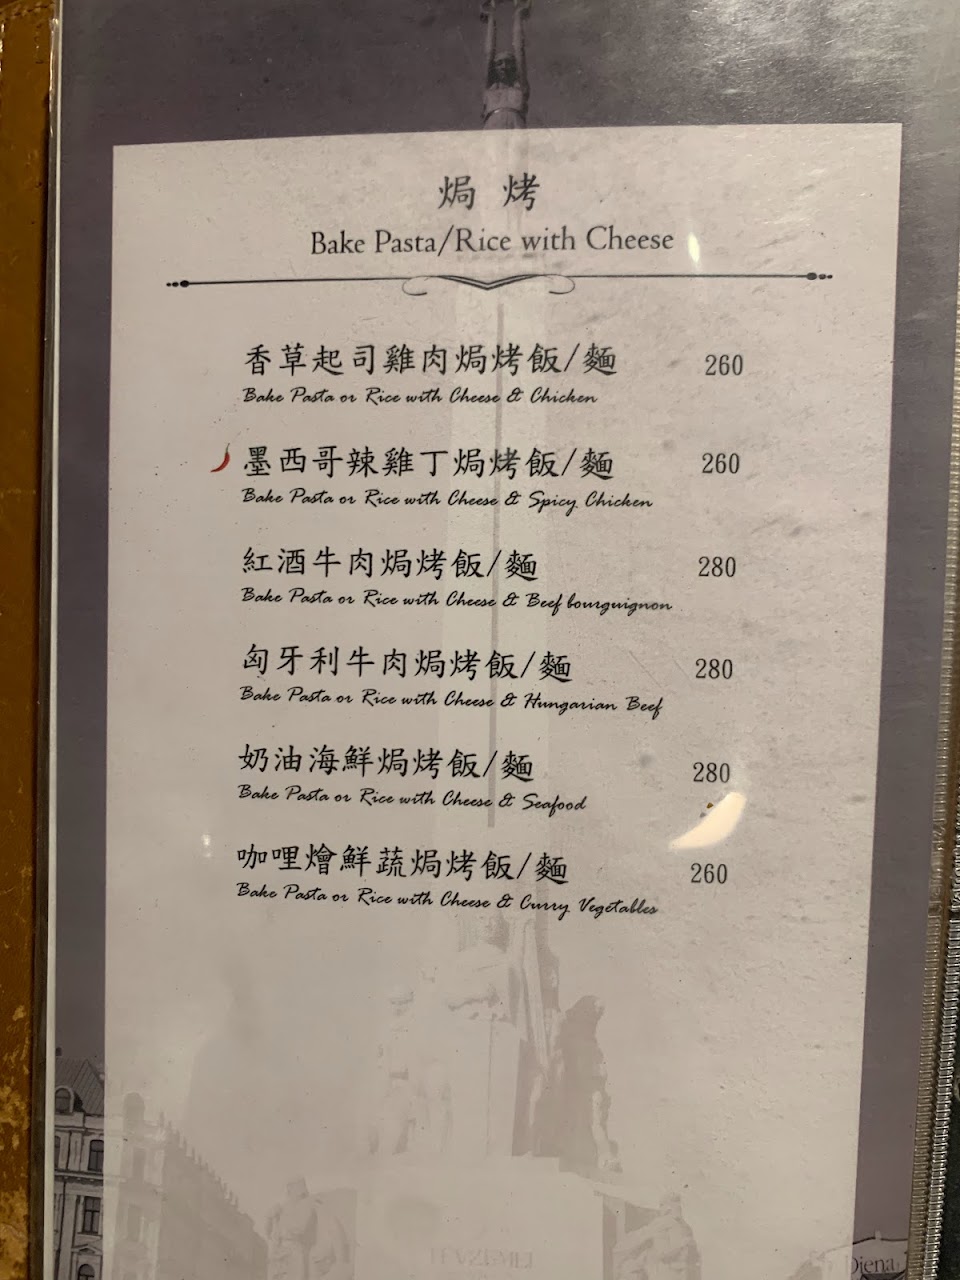 焗烤
Bake Pasta/Rice with Cheese
香草起司雞肉焗烤飯/麵 260
Bake Pasta or Rice with Cheese & Chicken
墨西哥辣雞丁焗烤飯/麵 260
Bake Pasta or Rice with Cheese & Spicy Chicken
紅酒牛肉焗烤飯/麵 280
Bake Pasta or Rice with Cheese & Beef bourguignon
匈牙利牛肉焗烤飯/麵 280
Bake Pasta or Rice with Cheese & Hungarian Beef
奶油海鮮焗烤飯/麵 280
Bake Pasta or Rice with Cheese & Seafood
咖哩燴鮮蔬焗烤飯/麵 260
Bake Pasta or Rice with Cheese & Curry Vegetables
Diena